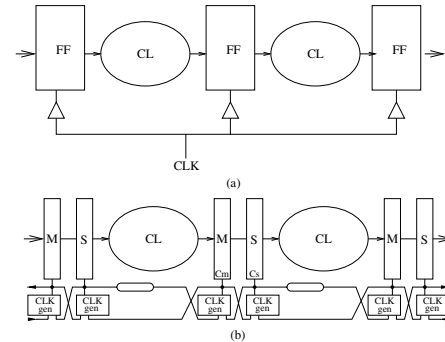 FF CL FF CL FF
CLK
(a)
M S CL M S CL M S
Cm Cs
CLK gen CLK gen CLK gen CLK gen CLK gen CLK gen
(b)